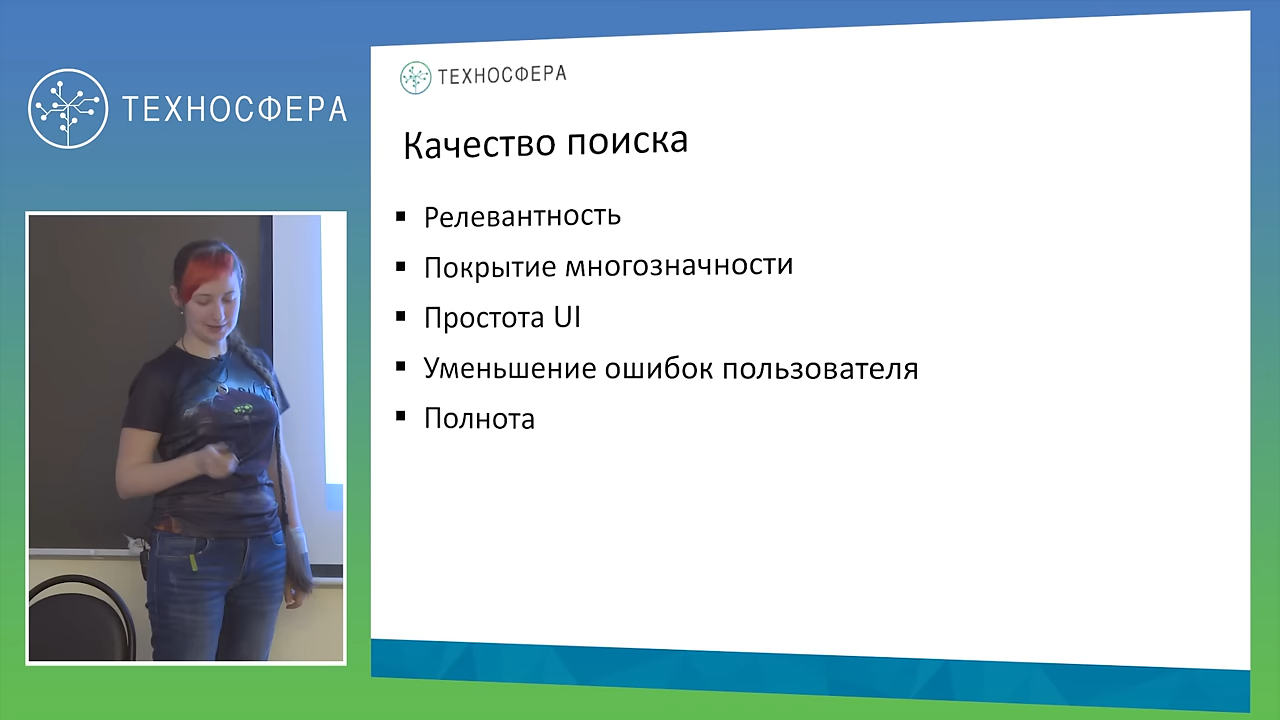 ТЕХНОСФЕРА
ТЕХНОСФЕРА
Качество поиска
▪ Релевантность
▪ Покрытие многозначности
▪ Простота UI
▪ Уменьшение ошибок пользователя
▪ Полнота